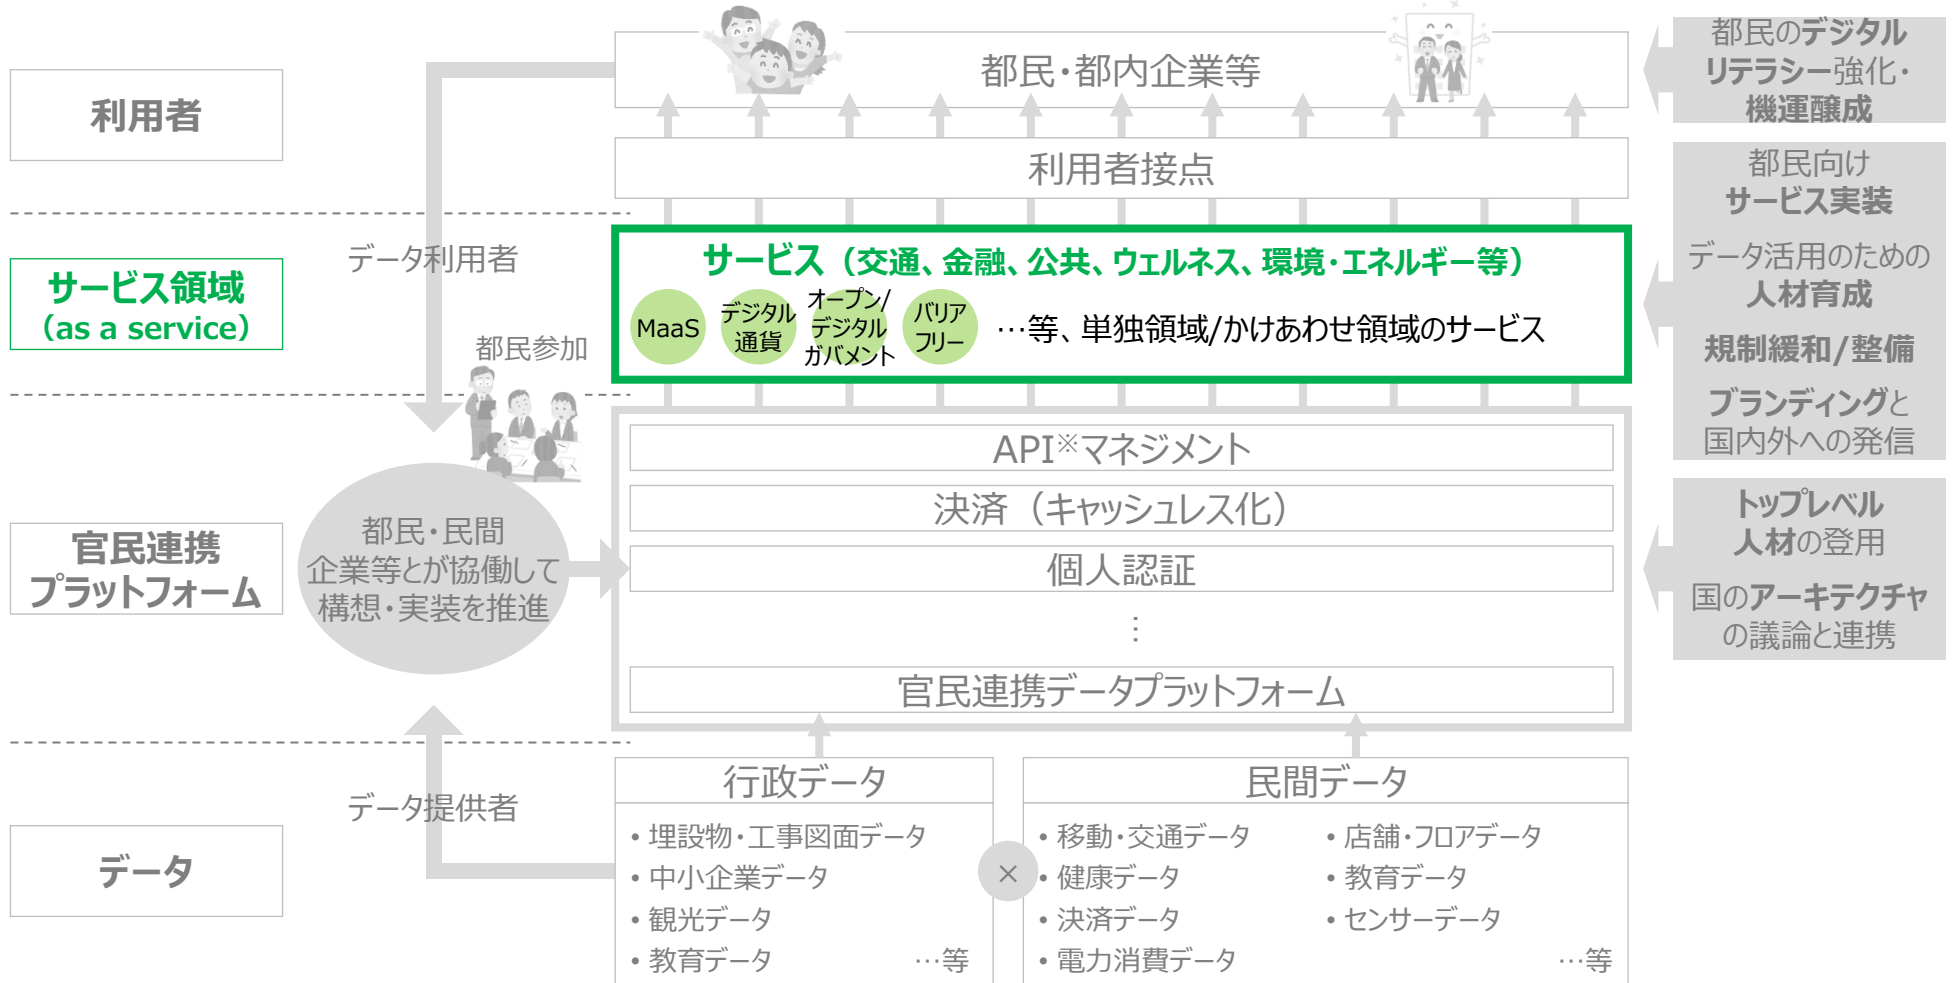 利用者
サービス領域
（as a service）
官民連携
プラットフォーム
データ
データ利用者
都民参加
都民・民間
企業等とが協働して
構想・実装を推進
データ提供者
都民・都内企業等
利用者接点
サービス（交通、金融、公共、ウェルネス、環境・エネルギー等）
MaaS
デジタル
通貨
オープン/
デジタル
ガバメント
バリア
フリー
…等、単独領域/かけあわせ領域のサービス
API※マネジメント
決済（キャッシュレス化）
個人認証
⋮
官民連携データプラットフォーム
行政データ
• 埋設物・工事図面データ
• 中小企業データ
• 観光データ
• 教育データ
…等
×
民間データ
• 移動・交通データ
• 健康データ
• 決済データ
• 電力消費データ
• 店舗・フロアデータ
• 教育データ
• センサーデータ
…等
都民のデジタル
リテラシー強化・
機運醸成
都民向け
サービス実装
データ活用のための
人材育成
規制緩和/整備
ブランディングと
国内外への発信
トップレベル
人材の登用
国のアーキテクチャ
の議論と連携